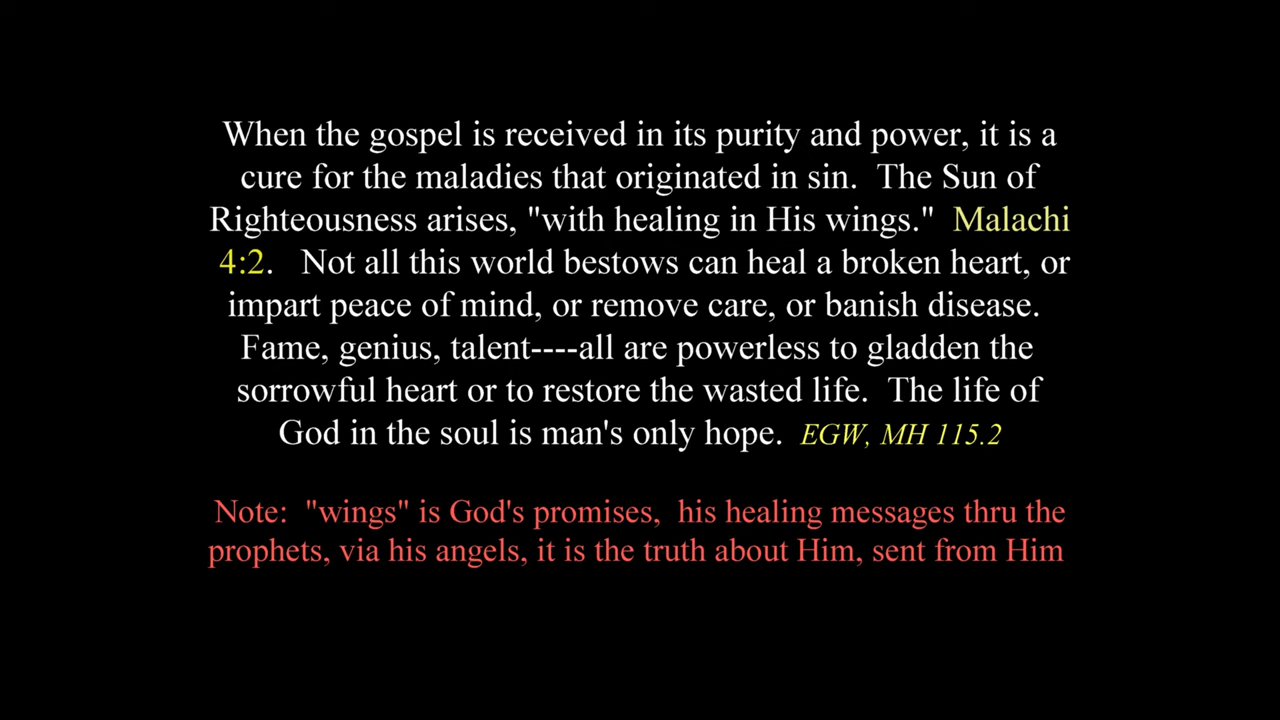 When the gospel is received in its purity and power, it is a
cure for the maladies that originated in sin.  The Sun of
Righteousness arises, "with healing in His wings."  Malachi
4:2.   Not all this world bestows can heal a broken heart, or
impart peace of mind, or remove care, or banish disease.
Fame, genius, talent----all are powerless to gladden the
sorrowful heart or to restore the wasted life.  The life of
God in the soul is man's only hope.  EGW, MH 115.2
Note:  "wings" is God's promises,  his healing messages thru the
prophets, via his angels, it is the truth about Him, sent from Him